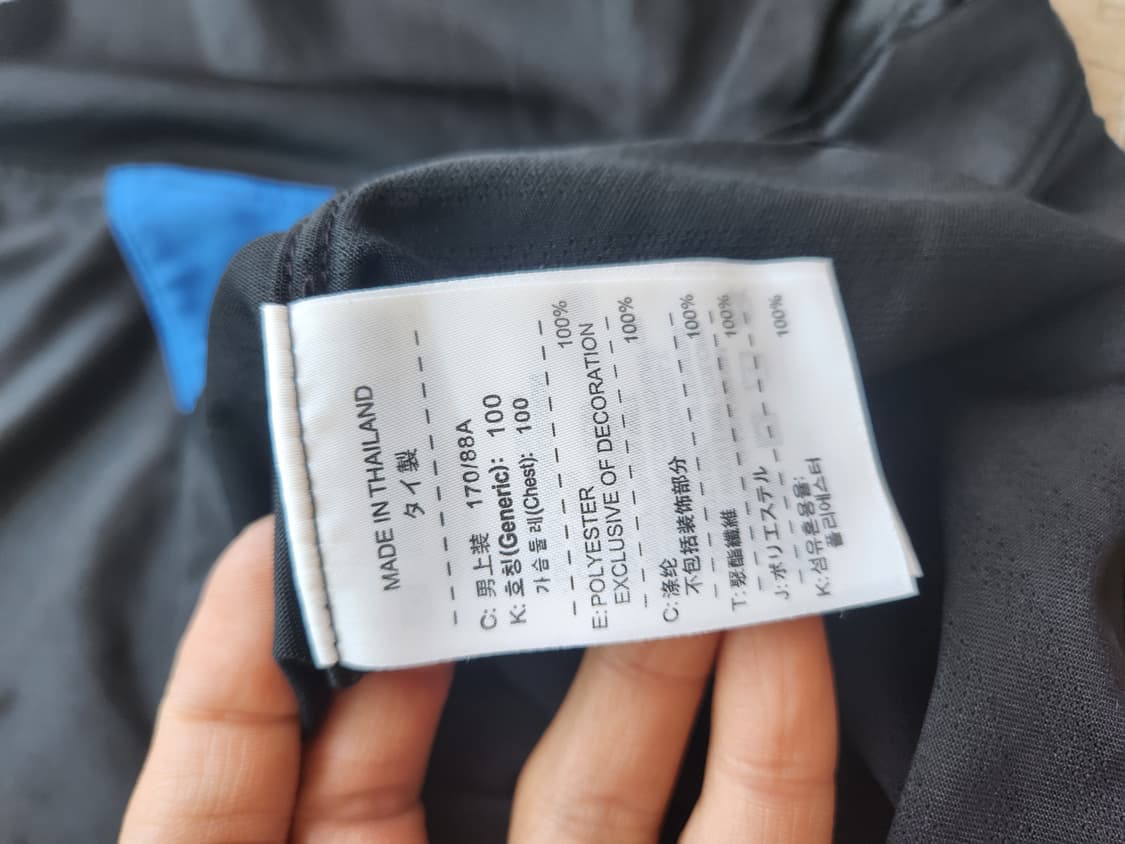 MADE IN THAILAND
タイ製
C: 男上装 170/88A
K: 호칭(Generic): 100
가슴둘레(Chest): 100
100%
E: POLYESTER
EXCLUSIVE OF DECORATION
100%
C: 涤纶
不包括装饰部分
100%
T: 聚酯纖維 100%
J: ポリエステル
100%
K: 섬유혼용율:
폴리에스터